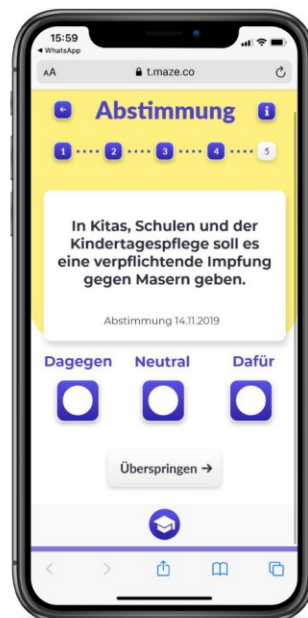 15:59
◀ WhatsApp
AA
t.maze.co
Abstimmung
1 2 3 4 5
In Kitas, Schulen und der
Kindertagespflege soll es
eine verpflichtende Impfung
gegen Masern geben.
Abstimmung 14.11.2019
Dagegen Neutral Dafür
Überspringen →